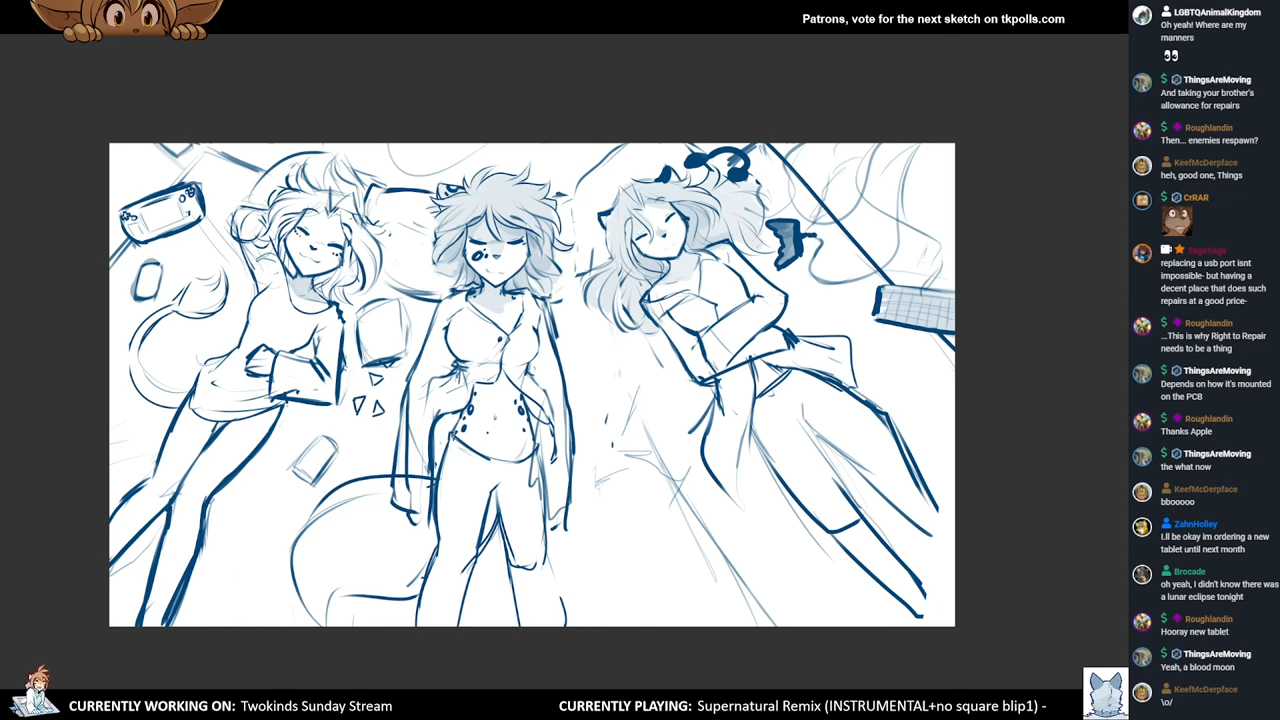 Patrons, vote for the next sketch on tkpolls.com
LGBTQAnimalKingdom
Oh yeah! Where are my
manners
ThingsAreMoving
And taking your brother's
allowance for repairs
Roughlandin
Then... enemies respawn?
KeefMcDerpface
heh, good one, Things
CrRAR
SageSaga
replacing a usb port isnt
impossible- but having a
decent place that does such
repairs at a good price-
Roughlandin
...This is why Right to Repair
needs to be a thing
ThingsAreMoving
Depends on how it's mounted
on the PCB
Roughlandin
Thanks Apple
ThingsAreMoving
the what now
KeefMcDerpface
bbooooo
ZahnHolley
I.ll be okay im ordering a new
tablet until next month
Brocade
oh yeah, I didn't know there was
a lunar eclipse tonight
Roughlandin
Hooray new tablet
ThingsAreMoving
Yeah, a blood moon
KeefMcDerpface
\o/
CURRENTLY WORKING ON: Twokinds Sunday Stream
CURRENTLY PLAYING: Supernatural Remix (INSTRUMENTAL+no square blip1) -